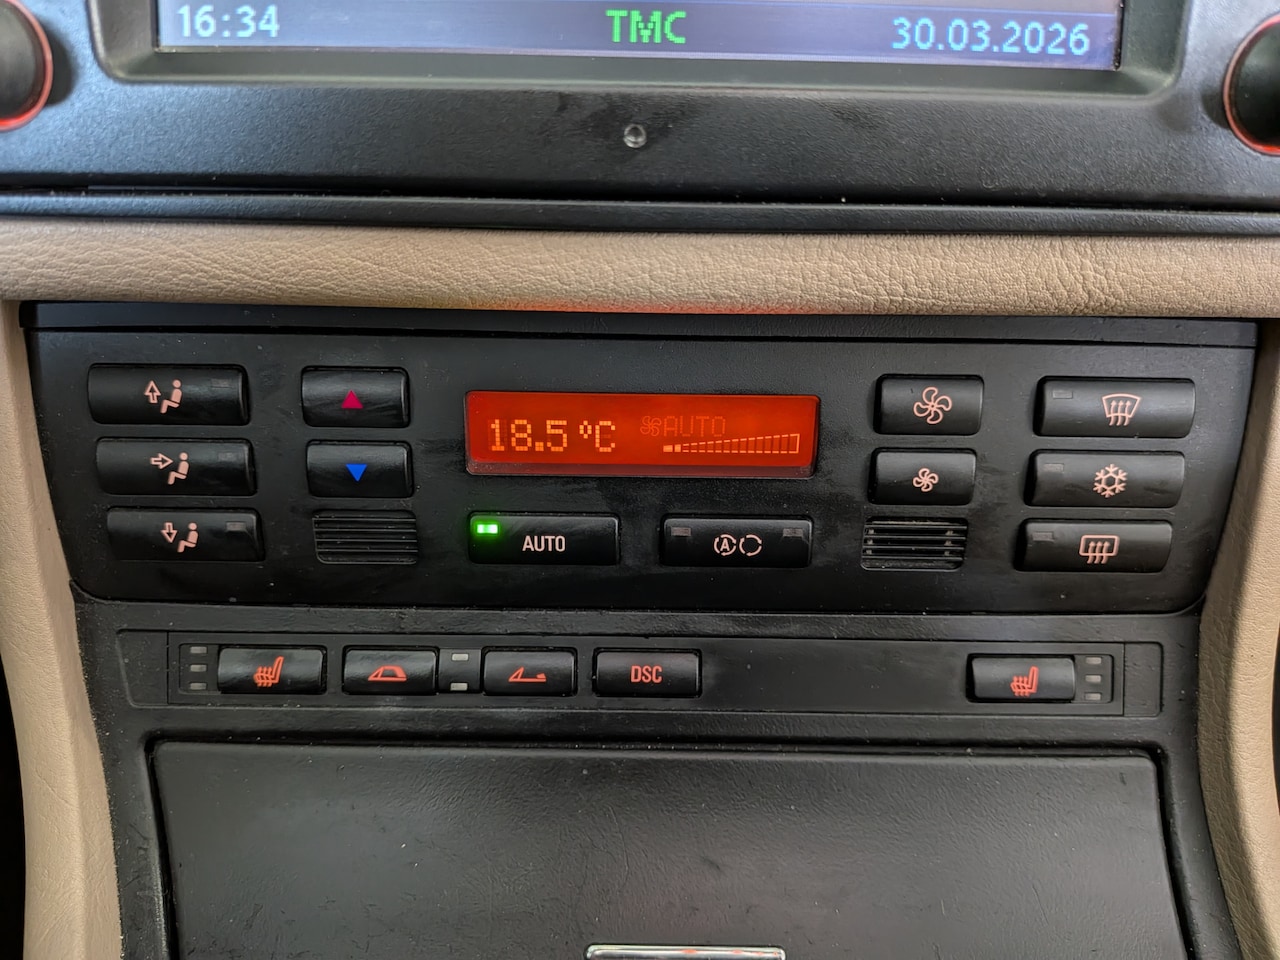 16:34 TMC 30.03.2026
18.5 °C AUTO
AUTO A
DSC